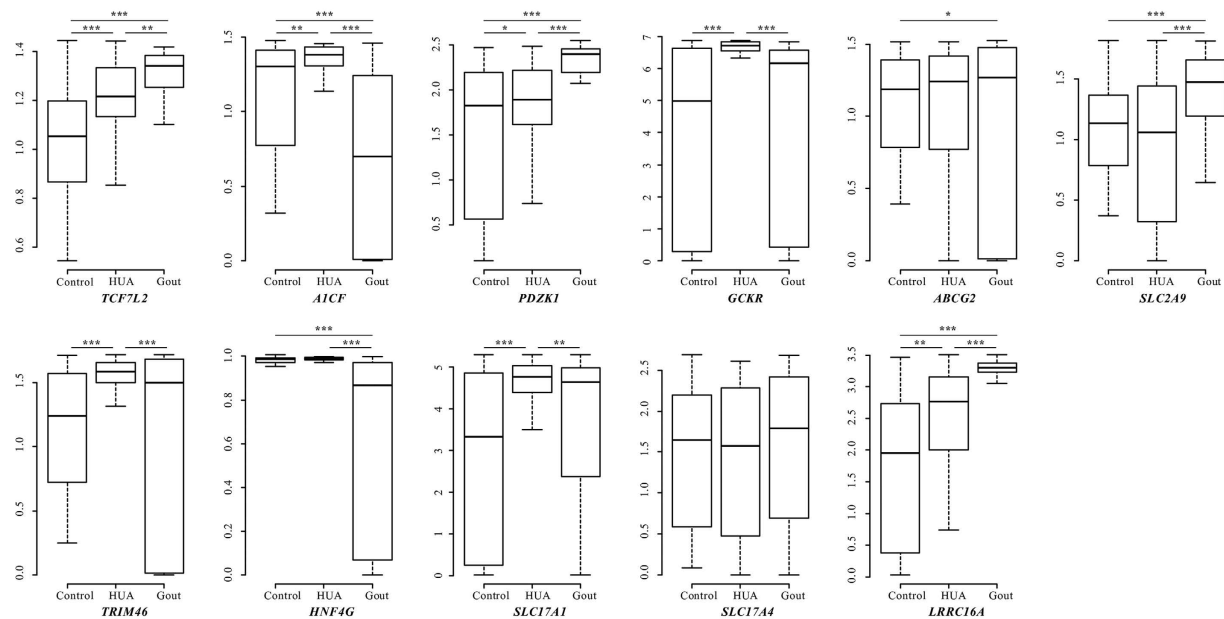 *** *** *** * *** 
*** ** ** *** * *** *** *** ***
1.4 1.2 1.0 0.8 0.6
Control HUA Gout
TCF7L2
1.5 1.0 0.5 0.0
Control HUA Gout
A1CF
2.5 2.0 1.5 1.0 0.5
Control HUA Gout
PDZK1
7 6 5 4 3 2 1 0
Control HUA Gout
GCKR
1.5 1.0 0.5 0.0
Control HUA Gout
ABCG2
1.5 1.0 0.5 0.0
Control HUA Gout
SLC2A9
*** *** *** *** *** ** *** ** ***
1.5 1.0 0.5 0.0
Control HUA Gout
TRIM46
1.0 0.8 0.6 0.4 0.2 0.0
Control HUA Gout
HNF4G
5 4 3 2 1 0
Control HUA Gout
SLC17A1
2.5 2.0 1.5 1.0 0.5 0.0
Control HUA Gout
SLC17A4
3.5 3.0 2.5 2.0 1.5 1.0 0.5 0.0
Control HUA Gout
LRRC16A